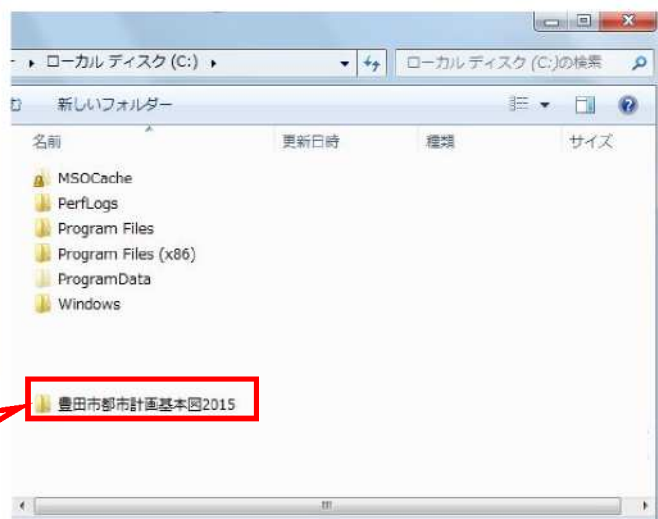 ローカル ディスク (C:)
ローカル ディスク (C:)の検索
新しいフォルダー
名前 更新日時 種類 サイズ
MSOCache
PerfLogs
Program Files
Program Files (x86)
ProgramData
Windows
豊田市都市計画基本図2015